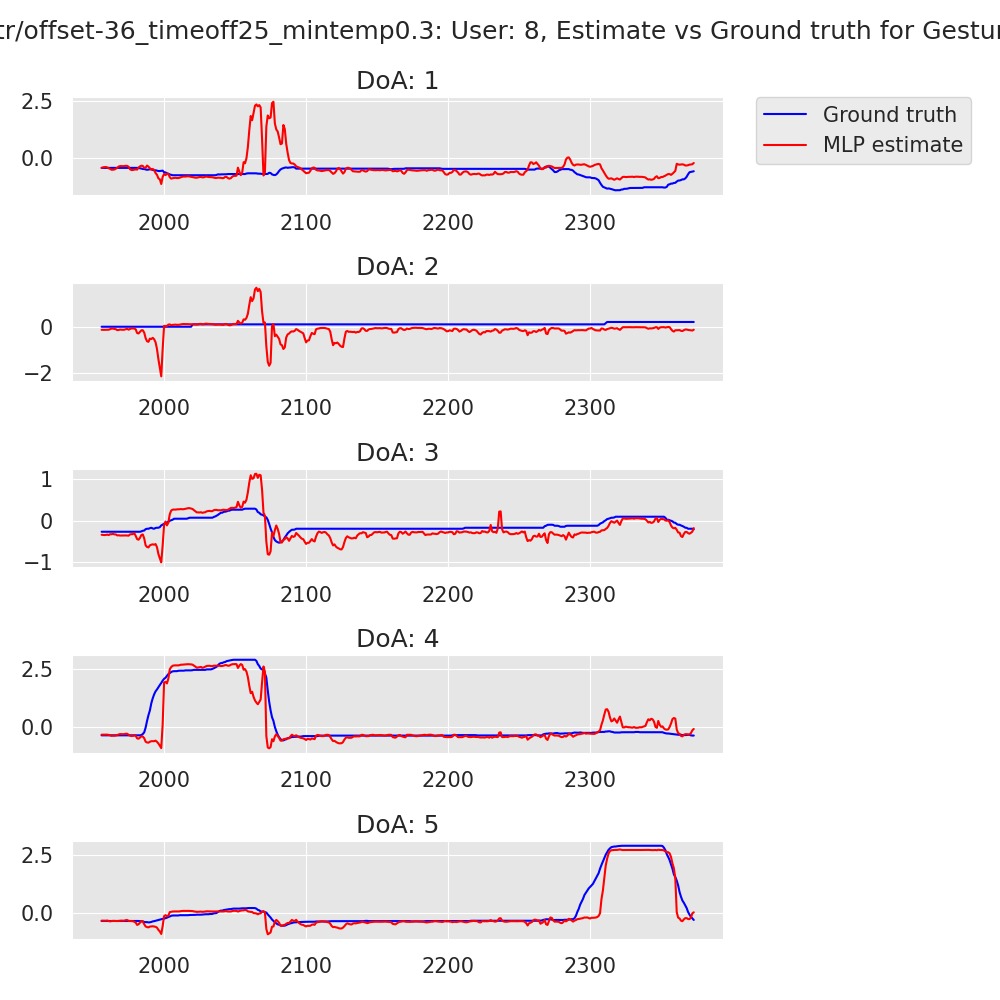 tr/offset-36_timeoff25_mintemp0.3: User: 8, Estimate vs Ground truth for Gestur
DoA: 1
2.5
0.0
2000 2100 2200 2300
Ground truth
MLP estimate
DoA: 2
0
−2
2000 2100 2200 2300
DoA: 3
1
0
−1
2000 2100 2200 2300
DoA: 4
2.5
0.0
2000 2100 2200 2300
DoA: 5
2.5
0.0
2000 2100 2200 2300